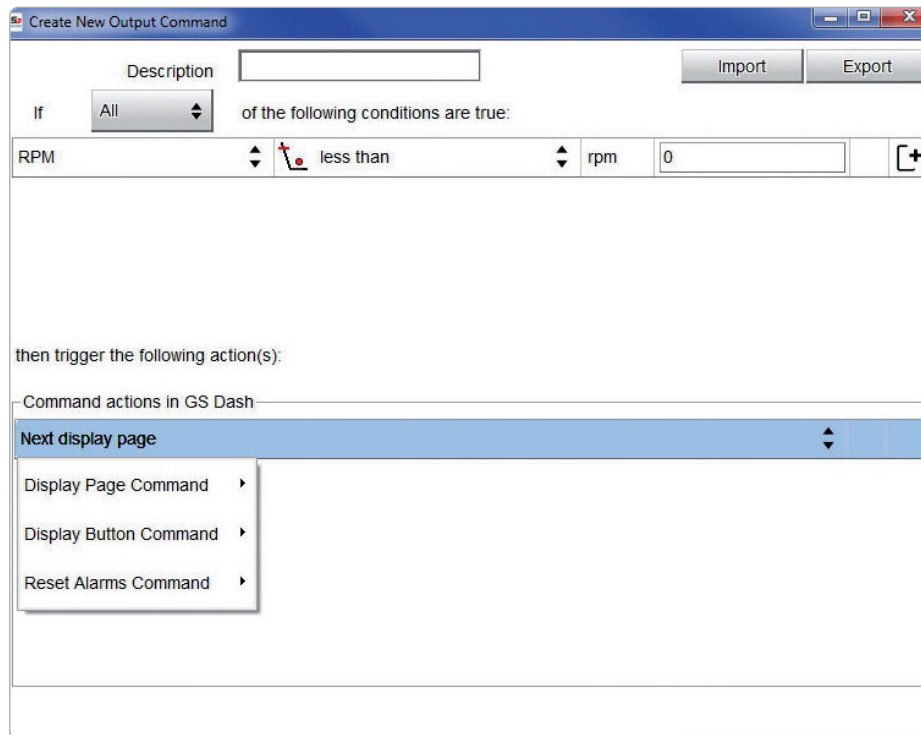 Create New Output Command
Description
Import
Export
If
All
of the following conditions are true:
RPM
less than
rpm
0
then trigger the following action(s):
Command actions in GS Dash
Next display page
Display Page Command
Display Button Command
Reset Alarms Command